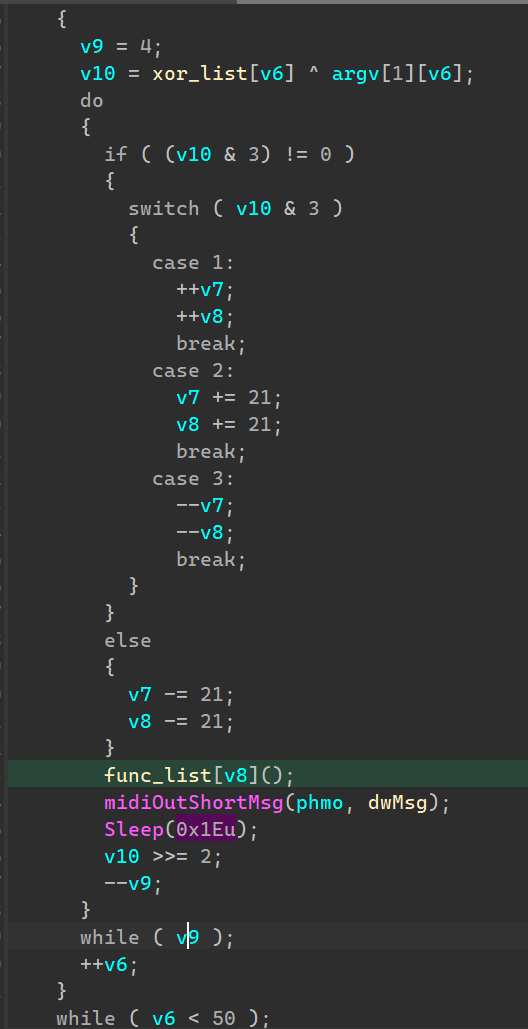 {
v9 = 4;
v10 = xor_list[v6] ^ argv[1][v6];
do
{
if ( (v10 & 3) != 0 )
{
switch ( v10 & 3 )
{
case 1:
++v7;
++v8;
break;
case 2:
v7 += 21;
v8 += 21;
break;
case 3:
--v7;
--v8;
break;
}
}
else
{
v7 -= 21;
v8 -= 21;
}
func_list[v8]();
midiOutShortMsg(phmo, dwMsg);
Sleep(0x1Eu);
v10 >>= 2;
--v9;
}
while ( v9 );
++v6;
}
while ( v6 < 50 );